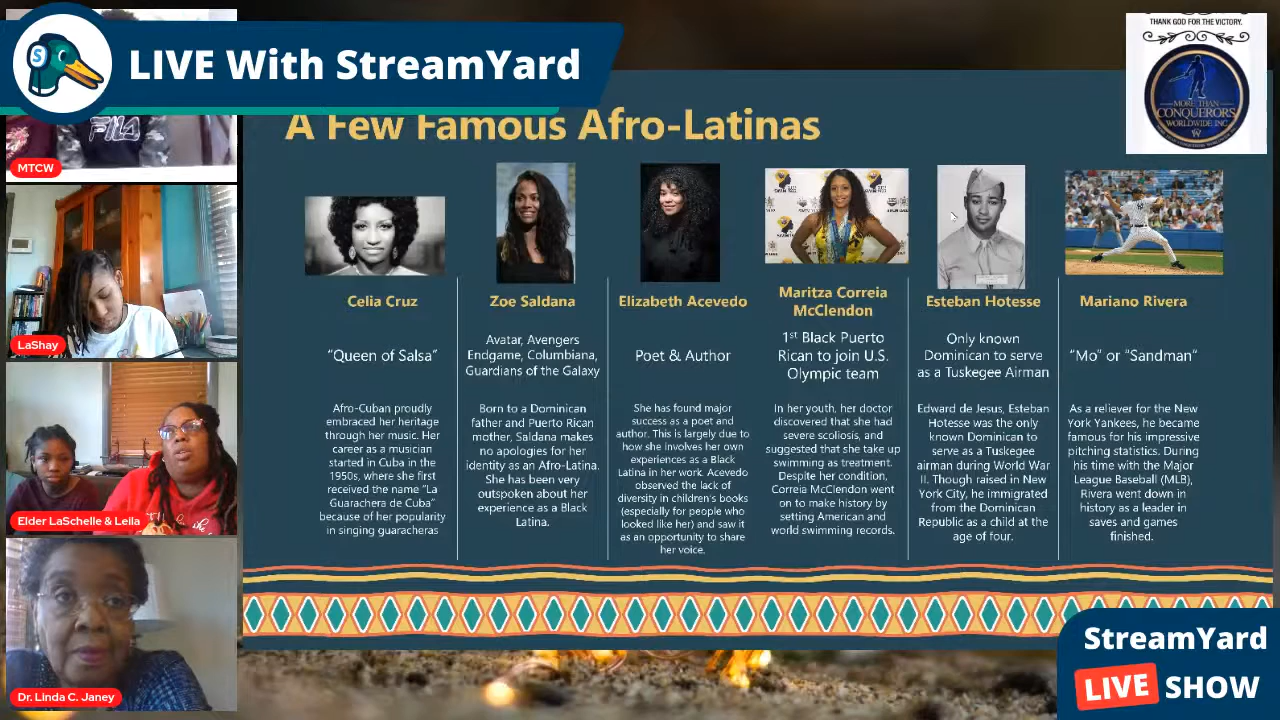 LIVE With StreamYard
S
THANK GOD FOR THE VICTORY.
MORE THAN
CONQUERORS
WORLDWIDE INC.
FILA
MTCW
LaShay
Elder LaSchelle & Leila
Dr. Linda C. Janey
A Few Famous Afro-Latinas
Celia Cruz
"Queen of Salsa"
Afro-Cuban proudly
embraced her heritage
through her music. Her
career as a musician
started in Cuba in the
1950s, where she first
received the name "La
Guarachera de Cuba"
because of her popularity
in singing guaracheras
Zoe Saldana
Avatar, Avengers
Endgame, Columbiana,
Guardians of the Galaxy
Born to a Dominican
father and Puerto Rican
mother, Saldana makes
no apologies for her
identity as an Afro-Latina.
She has been very
outspoken about her
experience as a Black
Latina.
Elizabeth Acevedo
Poet & Author
She has found major
success as a poet and
author. This is largely due to
how she involves her own
experiences as a Black
Latina in her work. Acevedo
observed the lack of
diversity in children's books
(especially for people who
looked like her) and saw it
as an opportunity to share
her voice.
Maritza Correia
McClendon
1st Black Puerto
Rican to join U.S.
Olympic team
In her youth, her doctor
discovered that she had
severe scoliosis, and
suggested that she take up
swimming as treatment.
Despite her condition,
Correia McClendon went
on to make history by
setting American and
world swimming records.
Esteban Hotesse
Only known
Dominican to serve
as a Tuskegee Airman
Edward de Jesus, Esteban
Hotesse was the only
known Dominican to
serve as a Tuskegee
airman during World War
II. Though raised in New
York City, he immigrated
from the Dominican
Republic as a child at the
age of four.
Mariano Rivera
"Mo" or "Sandman"
As a reliever for the New
York Yankees, he became
famous for his impressive
pitching statistics. During
his time with the Major
League Baseball (MLB),
Rivera went down in
history as a leader in
saves and games
finished.
StreamYard
LIVE SHOW